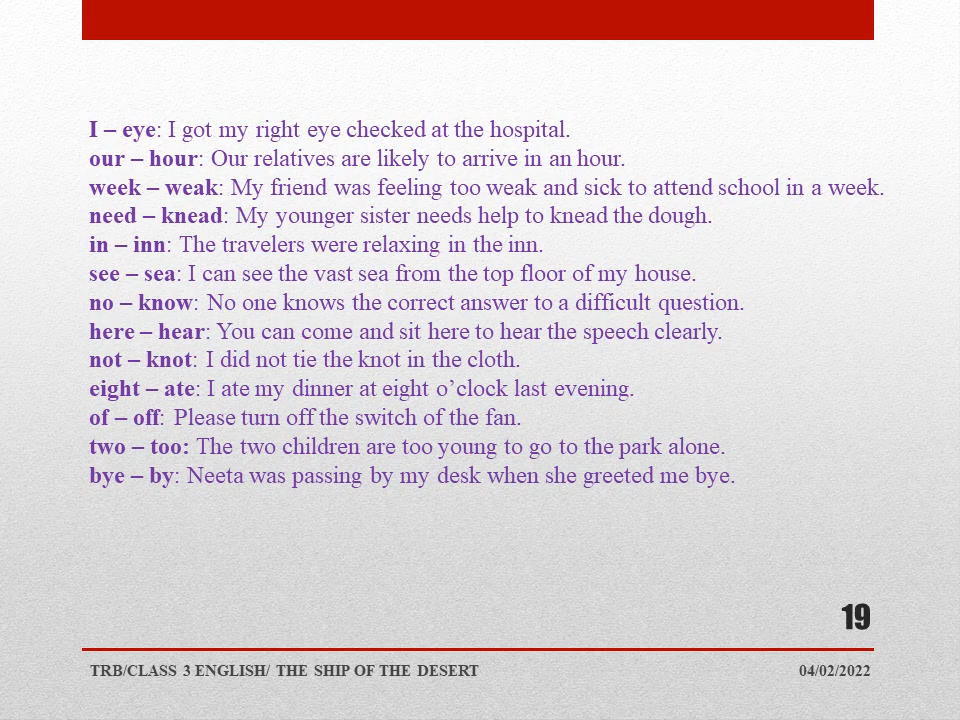 I – eye: I got my right eye checked at the hospital.
our – hour: Our relatives are likely to arrive in an hour.
week – weak: My friend was feeling too weak and sick to attend school in a week.
need – knead: My younger sister needs help to knead the dough.
in – inn: The travelers were relaxing in the inn.
see – sea: I can see the vast sea from the top floor of my house.
no – know: No one knows the correct answer to a difficult question.
here – hear: You can come and sit here to hear the speech clearly.
not – knot: I did not tie the knot in the cloth.
eight – ate: I ate my dinner at eight o’clock last evening.
of – off: Please turn off the switch of the fan.
two – too: The two children are too young to go to the park alone.
bye – by: Neeta was passing by my desk when she greeted me bye.
19
TRB/CLASS 3 ENGLISH/ THE SHIP OF THE DESERT 04/02/2022